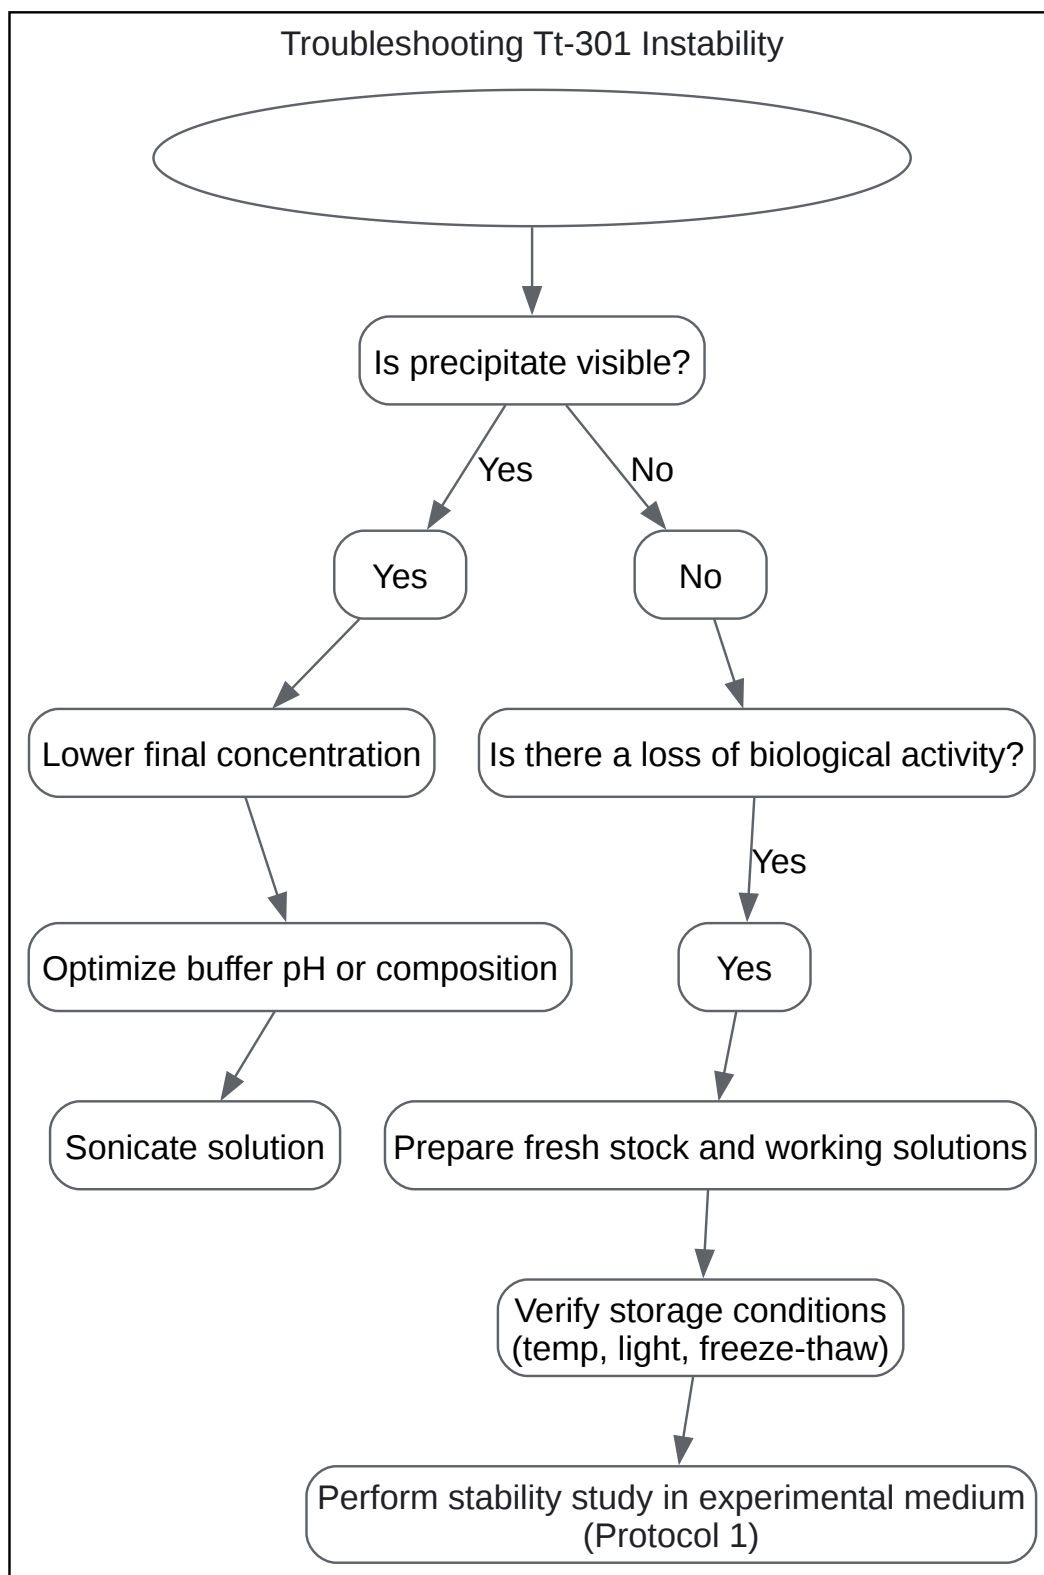 Troubleshooting Tt-301 Instability
Is precipitate visible?
Yes
No
Yes
No
Lower final concentration
Is there a loss of biological activity?
Yes
Optimize buffer pH or composition
Yes
Sonicate solution
Prepare fresh stock and working solutions
Verify storage conditions
(temp, light, freeze-thaw)
Perform stability study in experimental medium
(Protocol 1)